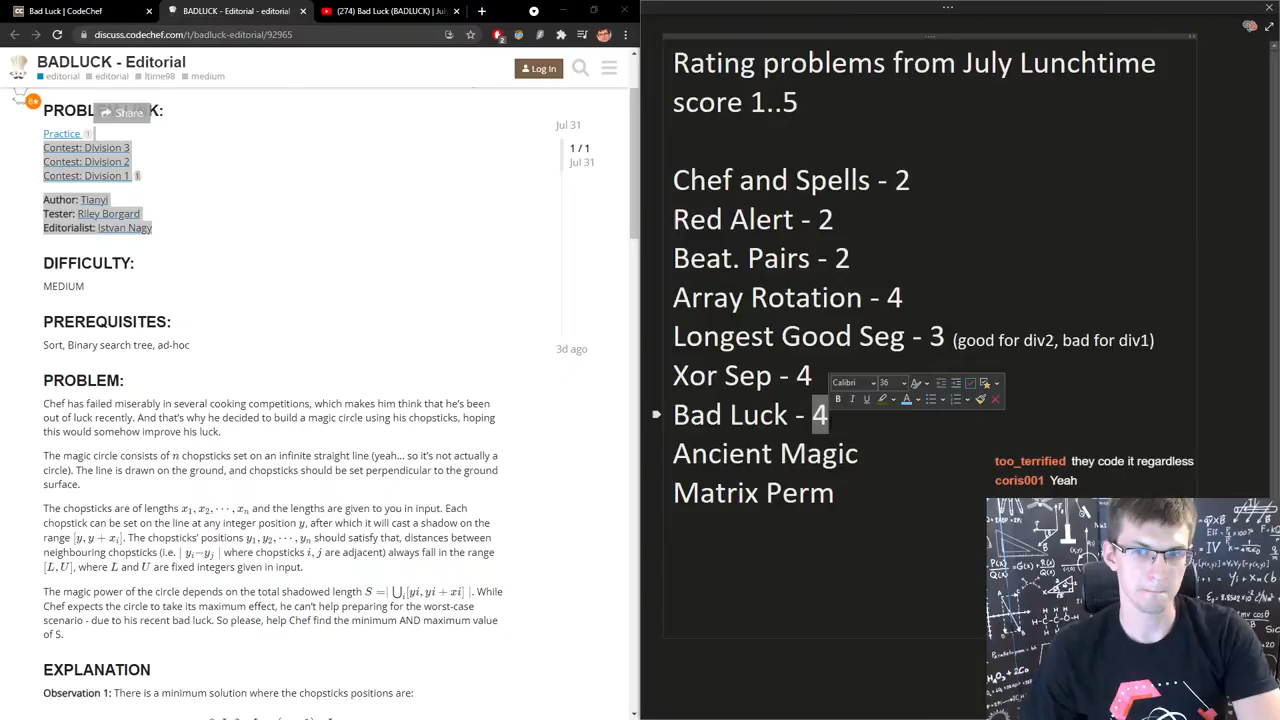 Bad Luck | CodeChef
BADLUCK - Editorial - editorial
(274) Bad Luck (BADLUCK) | Jul
discuss.codechef.com/t/badluck-editorial/92965
BADLUCK - Editorial
editorial editorial ltime98 medium
Log In
PROBLEM LINK:
Share
Practice 3
Contest: Division 3
Contest: Division 2
Contest: Division 1 1
Author: Tianyi
Tester: Riley Borgard
Editorialist: Istvan Nagy
DIFFICULTY:
MEDIUM
PREREQUISITES:
Sort, Binary search tree, ad-hoc
PROBLEM:
Chef has failed miserably in several cooking competitions, which makes him think that he's been
out of luck recently. And that's why he decided to build a magic circle using his chopsticks, hoping
this would somehow improve his luck.
The magic circle consists of n chopsticks set on an infinite straight line (yeah... so it's not actually a
circle). The line is drawn on the ground, and chopsticks should be set perpendicular to the ground
surface.
The chopsticks are of lengths x1, x2, ⋯, xn and the lengths are given to you in input. Each
chopstick can be set on the line at any integer position y, after which it will cast a shadow on the
range [y, y + xi]. The chopsticks' positions y1, y2, ⋯, yn should satisfy that, distances between
neighbouring chopsticks (i.e. | yi−yj | where chopsticks i, j are adjacent) always fall in the range
[L, U], where L and U are fixed integers given in input.
The magic power of the circle depends on the total shadowed length S =| ⋃i[yi, yi + xi] |. While
Chef expects the circle to take its maximum effect, he can't help preparing for the worst-case
scenario - due to his recent bad luck. So please, help Chef find the minimum AND maximum value
of S.
EXPLANATION
Observation 1: There is a minimum solution where the chopsticks positions are:
Jul 31
1 / 1
Jul 31
3d ago
Rating problems from July Lunchtime
score 1..5
Chef and Spells - 2
Red Alert - 2
Beat. Pairs - 2
Array Rotation - 4
Longest Good Seg - 3 (good for div2, bad for div1)
Xor Sep - 4
Calibri 36
B I U A
Bad Luck - 4
Ancient Magic
Matrix Perm
too_terrified they code it regardless
coris001 Yeah